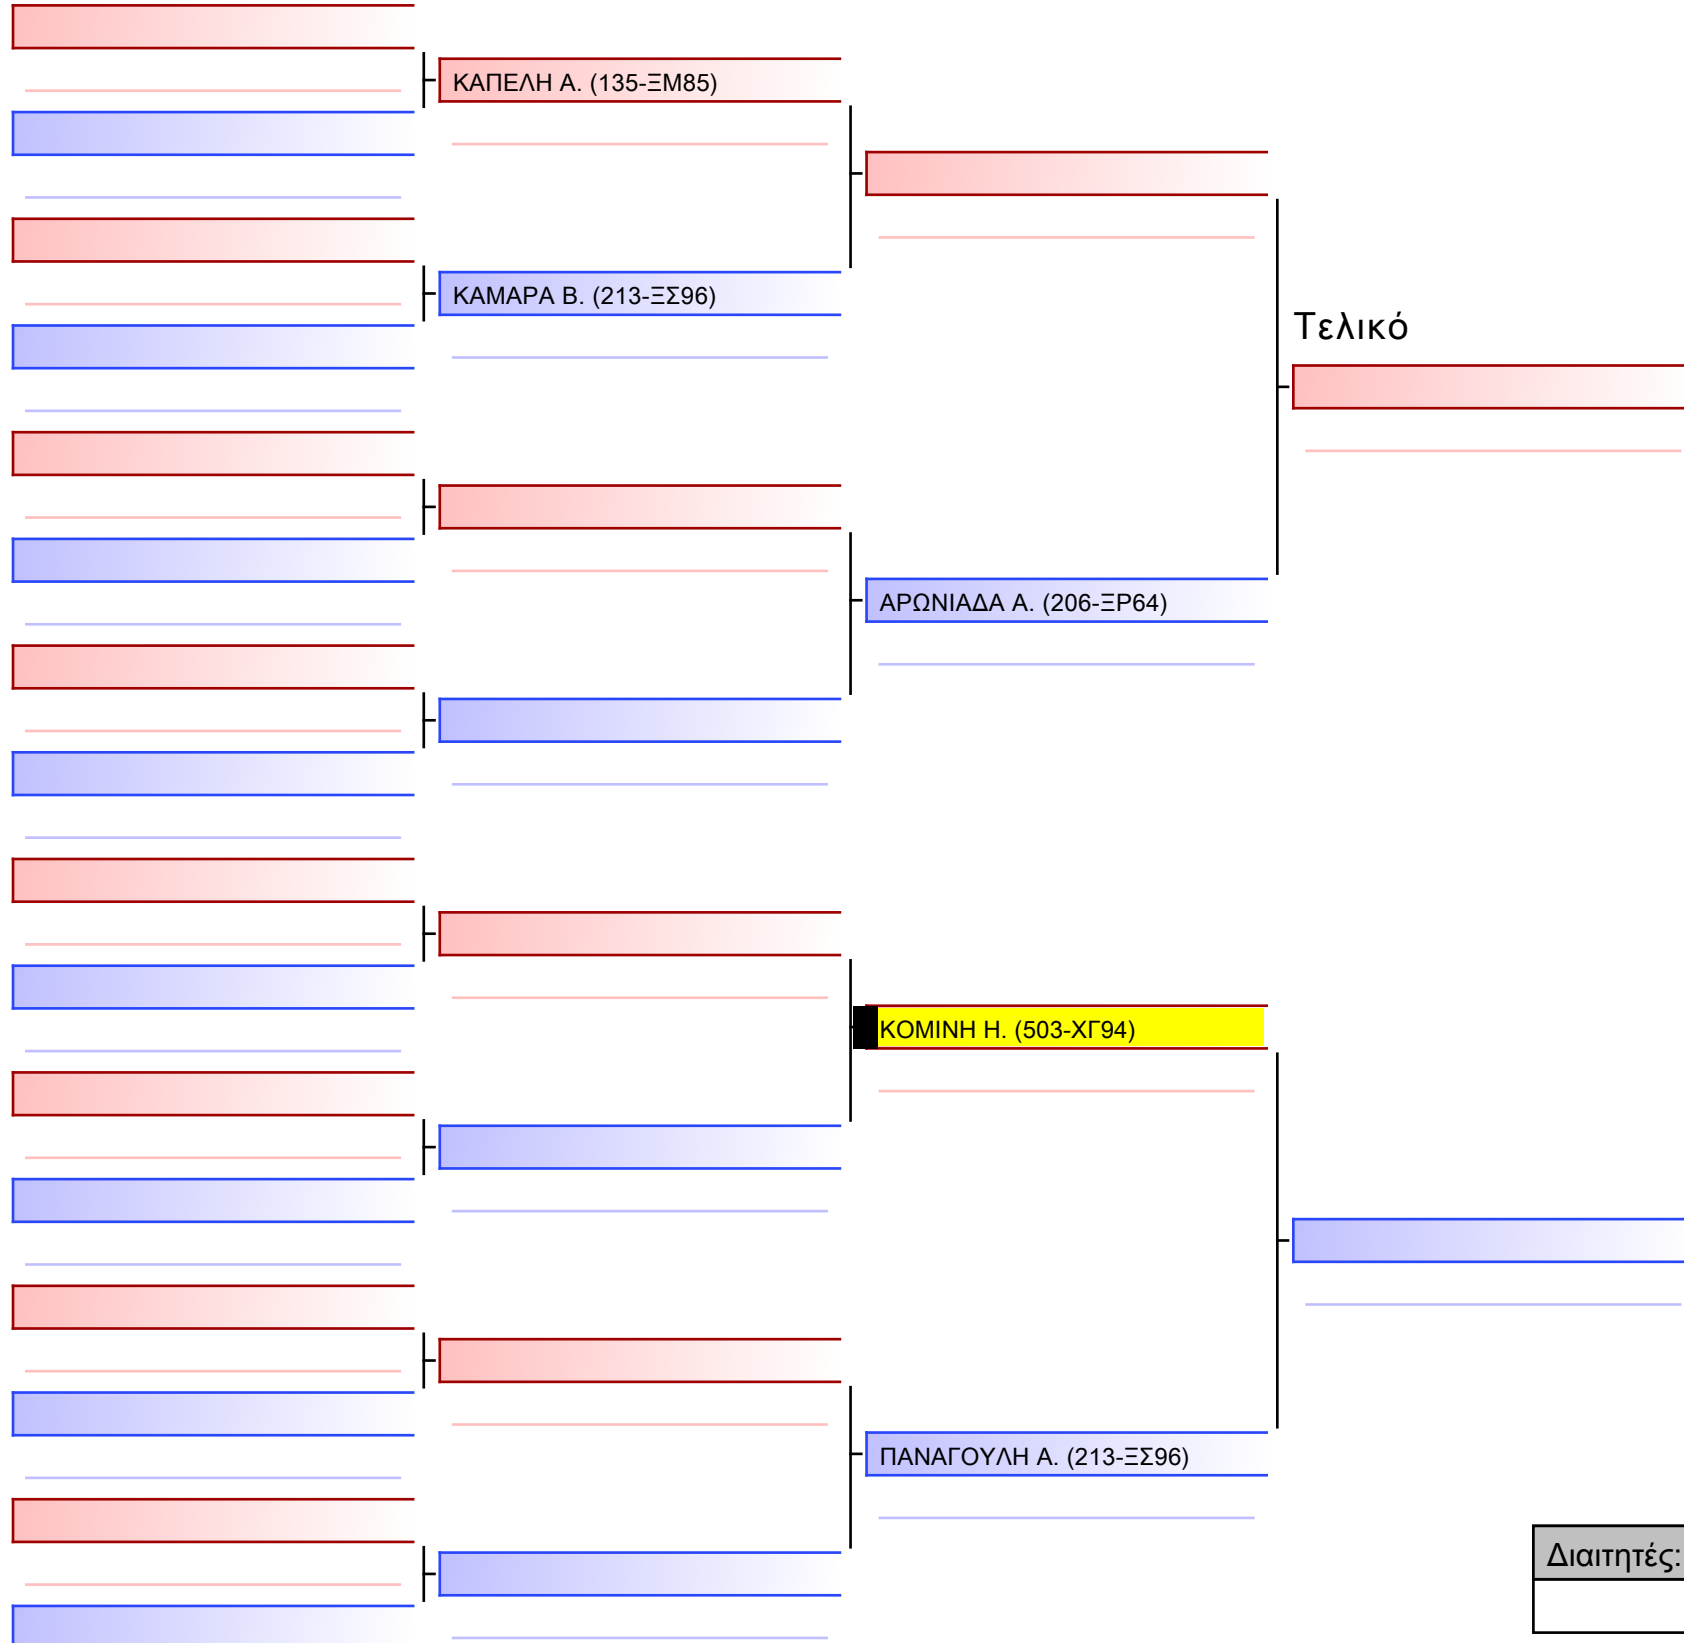 ΚΑΠΕΛΗ Α. (135-ΞΜ85)
ΚΑΜΑΡΑ Β. (213-ΞΣ96)
Τελικό
ΑΡΩΝΙΑΔΑ Α. (206-ΞΡ64)
ΚΟΜΙΝΗ Η. (503-ΧΓ94)
ΠΑΝΑΓΟΥΛΗ Α. (213-ΞΣ96)
Διαιτητές: